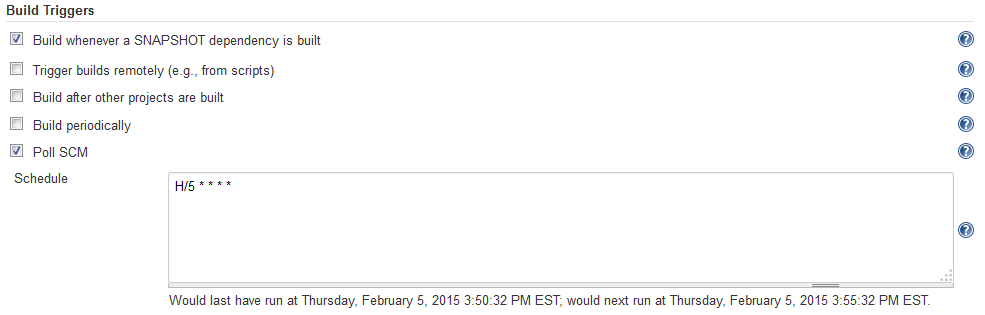 Build Triggers
Build whenever a SNAPSHOT dependency is built
Trigger builds remotely (e.g., from scripts)
Build after other projects are built
Build periodically
Poll SCM
Schedule
H/5 * * * *
Would last have run at Thursday, February 5, 2015 3:50:32 PM EST; would next run at Thursday, February 5, 2015 3:55:32 PM EST.